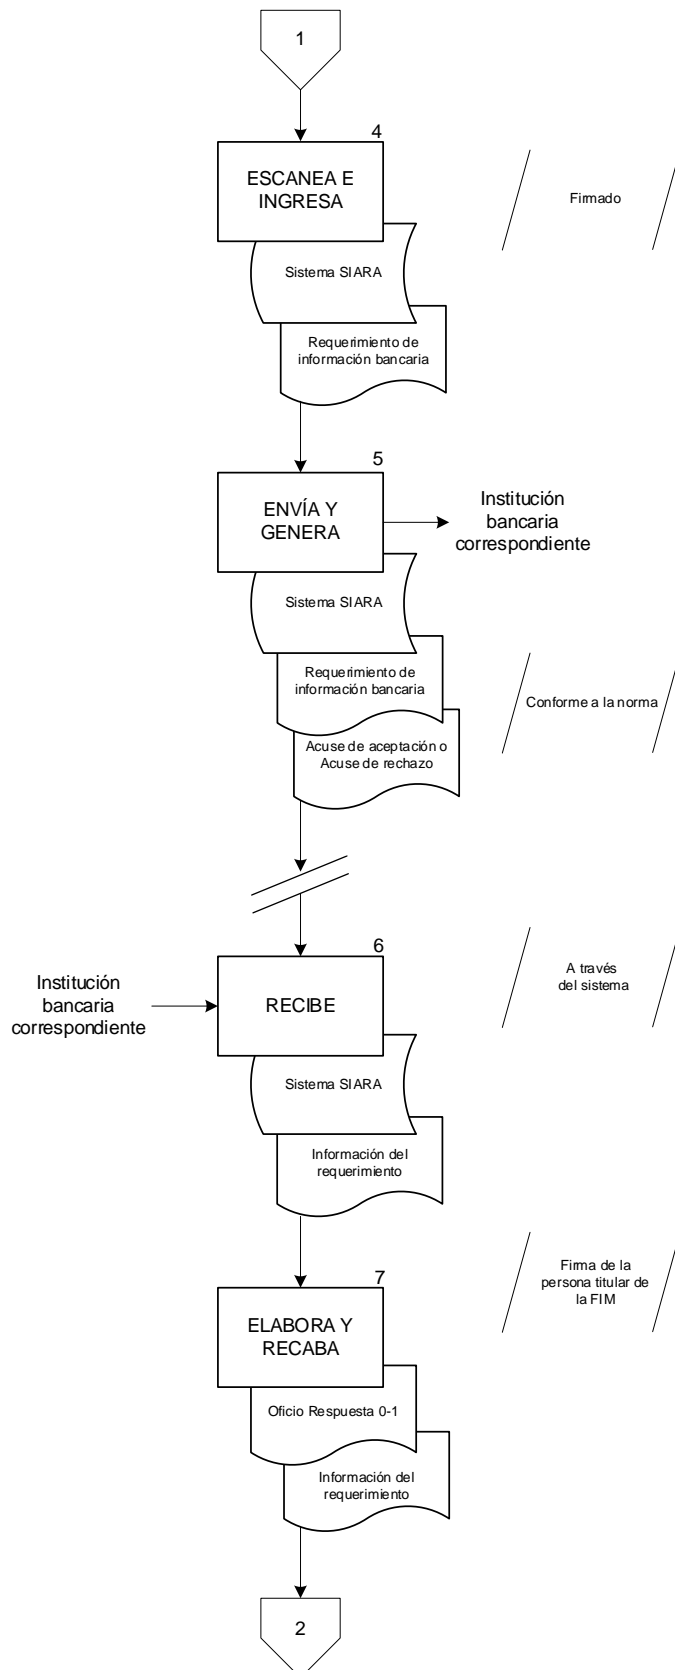 1
4
ESCANEA E
INGRESA
Firmado
Sistema SIARA
Requerimiento de
información bancaria
5
ENVÍA Y
GENERA
Institución
bancaria
correspondiente
Sistema SIARA
Requerimiento de
información bancaria
Conforme a la norma
Acuse de aceptación o
Acuse de rechazo
6
Institución
bancaria
correspondiente
RECIBE
A través
del sistema
Sistema SIARA
Información del
requerimiento
7
ELABORA Y
RECABA
Firma de la
persona titular de
la FIM
Oficio Respuesta 0-1
Información del
requerimiento
2